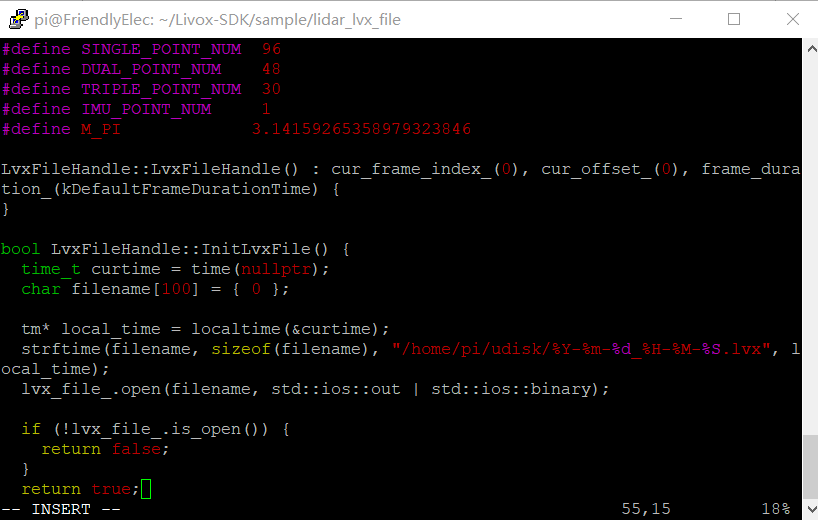 pi@FriendlyElec: ~/Livox-SDK/sample/lidar_lvx_file
#define SINGLE_POINT_NUM  96
#define DUAL_POINT_NUM    48
#define TRIPLE_POINT_NUM  30
#define IMU_POINT_NUM     1
#define M_PI             3.14159265358979323846
LvxFileHandle::LvxFileHandle() : cur_frame_index_(0), cur_offset_(0), frame_dura
tion_(kDefaultFrameDurationTime) {
}
bool LvxFileHandle::InitLvxFile() {
  time_t curtime = time(nullptr);
  char filename[100] = { 0 };
  tm* local_time = localtime(&curtime);
  strftime(filename, sizeof(filename), "/home/pi/udisk/%Y-%m-%d_%H-%M-%S.lvx", l
ocal_time);
  lvx_file_.open(filename, std::ios::out | std::ios::binary);
  if (!lvx_file_.is_open()) {
    return false;
  }
  return true;
-- INSERT --                                                  55,15         18%